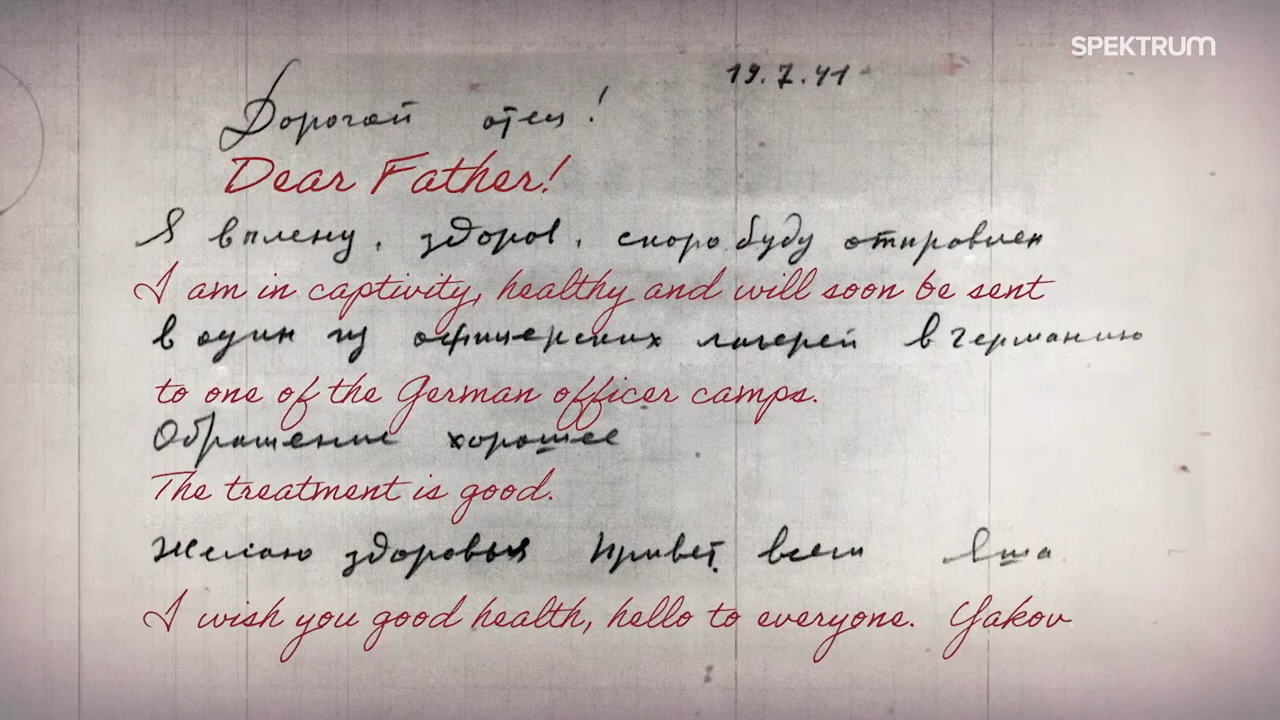 SPEKTRUM
19.7.41
Дорогой отец!
Dear Father!
Я в плену, здоров, скоро буду отправлен
I am in captivity, healthy and will soon be sent
в один из офицерских лагерей в Германию
to one of the German officer camps.
Обращение хорошее
The treatment is good.
Желаю здоровья Привет всем Яша
I wish you good health, hello to everyone. Yakov